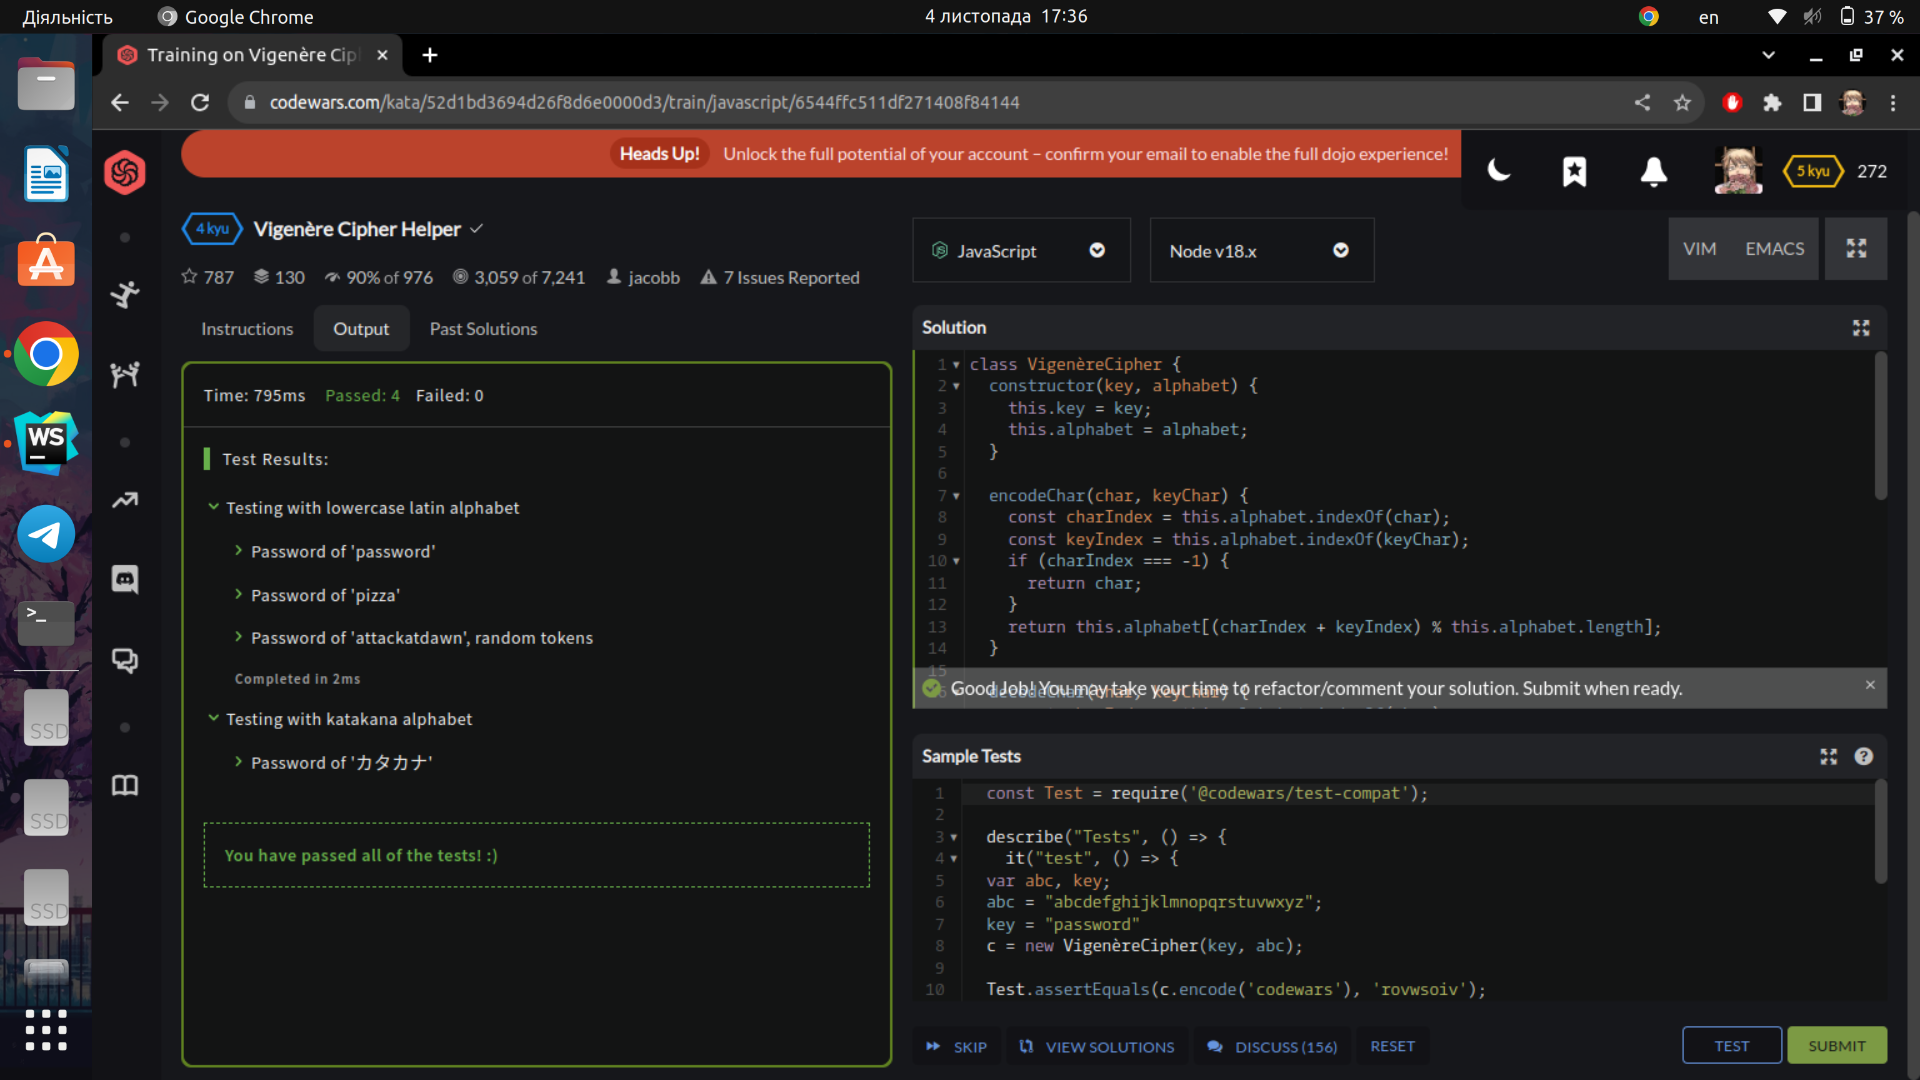 Діяльність
Google Chrome
4 листопада 17:36
en
37 %
Training on Vigenère Cip
codewars.com/kata/52d1bd3694d26f8d6e0000d3/train/javascript/6544ffc511df271408f84144
Heads Up! Unlock the full potential of your account – confirm your email to enable the full dojo experience!
5 kyu 272
4 kyu Vigenère Cipher Helper
787 130 90% of 976 3,059 of 7,241 jacobb 7 Issues Reported
Instructions Output Past Solutions
Time: 795ms Passed: 4 Failed: 0
Test Results:
Testing with lowercase latin alphabet
Password of 'password'
Password of 'pizza'
Password of 'attackatdawn', random tokens
Completed in 2ms
Testing with katakana alphabet
Password of 'カタカナ'
You have passed all of the tests! :)
JavaScript
Node v18.x
VIM EMACS
Solution
1 class VigenèreCipher {
2 constructor(key, alphabet) {
3 this.key = key;
4 this.alphabet = alphabet;
5 }
6
7 encodeChar(char, keyChar) {
8 const charIndex = this.alphabet.indexOf(char);
9 const keyIndex = this.alphabet.indexOf(keyChar);
10 if (charIndex === -1) {
11 return char;
12 }
13 return this.alphabet[(charIndex + keyIndex) % this.alphabet.length];
14 }
15
Good Job! You may take your time to refactor/comment your solution. Submit when ready.
Sample Tests
1 const Test = require('@codewars/test-compat');
2
3 describe("Tests", () => {
4 it("test", () => {
5 var abc, key;
6 abc = "abcdefghijklmnopqrstuvwxyz";
7 key = "password"
8 c = new VigenèreCipher(key, abc);
9
10 Test.assertEquals(c.encode('codewars'), 'rovwsoiv');
SKIP VIEW SOLUTIONS DISCUSS (156) RESET
TEST SUBMIT
WS
>_
SSD
SSD
SSD